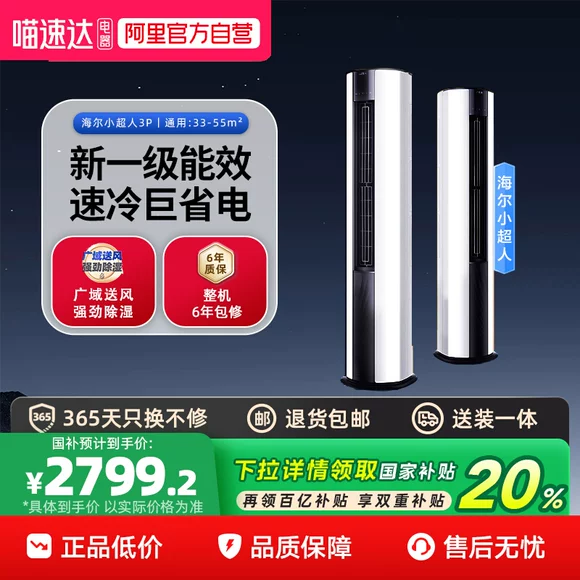 喵速达电器 阿里官方自营
海尔小超人3P | 通用:33-55m²
新一级能效
速冷巨省电
广域送风
强劲除湿
6年
质保
广域送风
强劲除湿
整机
6年包修
海尔小超人
365 365天只换不修
邮 退货包邮
送装一体
国补预计到手价:
¥2799.2
*具体到手价 以实际价格为准
下拉详情领取国家补贴
再领百亿补贴 享双重补贴
20%
正品低价
品质保障
售后无忧